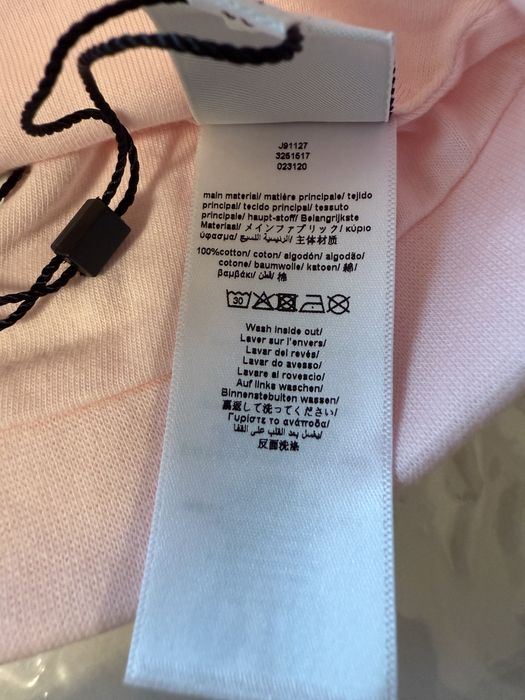 J91127
3251517
023120
main material/ matière principale/ tejido
principal/ tecido principal/ tessuto
principale/ haupt-stoff/ Belangrijkste
Materiaal/ メインファブリック/ κύριο
ύφασμα/ الرئيسية النسيج/ 主体材质
100%cotton/ coton/ algodón/ algodão/
cotone/ baumwolle/ katoen/ 綿/
βαμβάκι/ قطن/ 棉
30
Wash inside out/
Laver sur l'envers/
Lavar del revés/
Lavar do avesso/
Lavare al rovescio/
Auf links waschen/
Binnenstebuiten wassen/
裏返して洗ってください/
Γυρίστε το ανάποδα/
يغسل بعد القلب على القفا/
反面洗涤